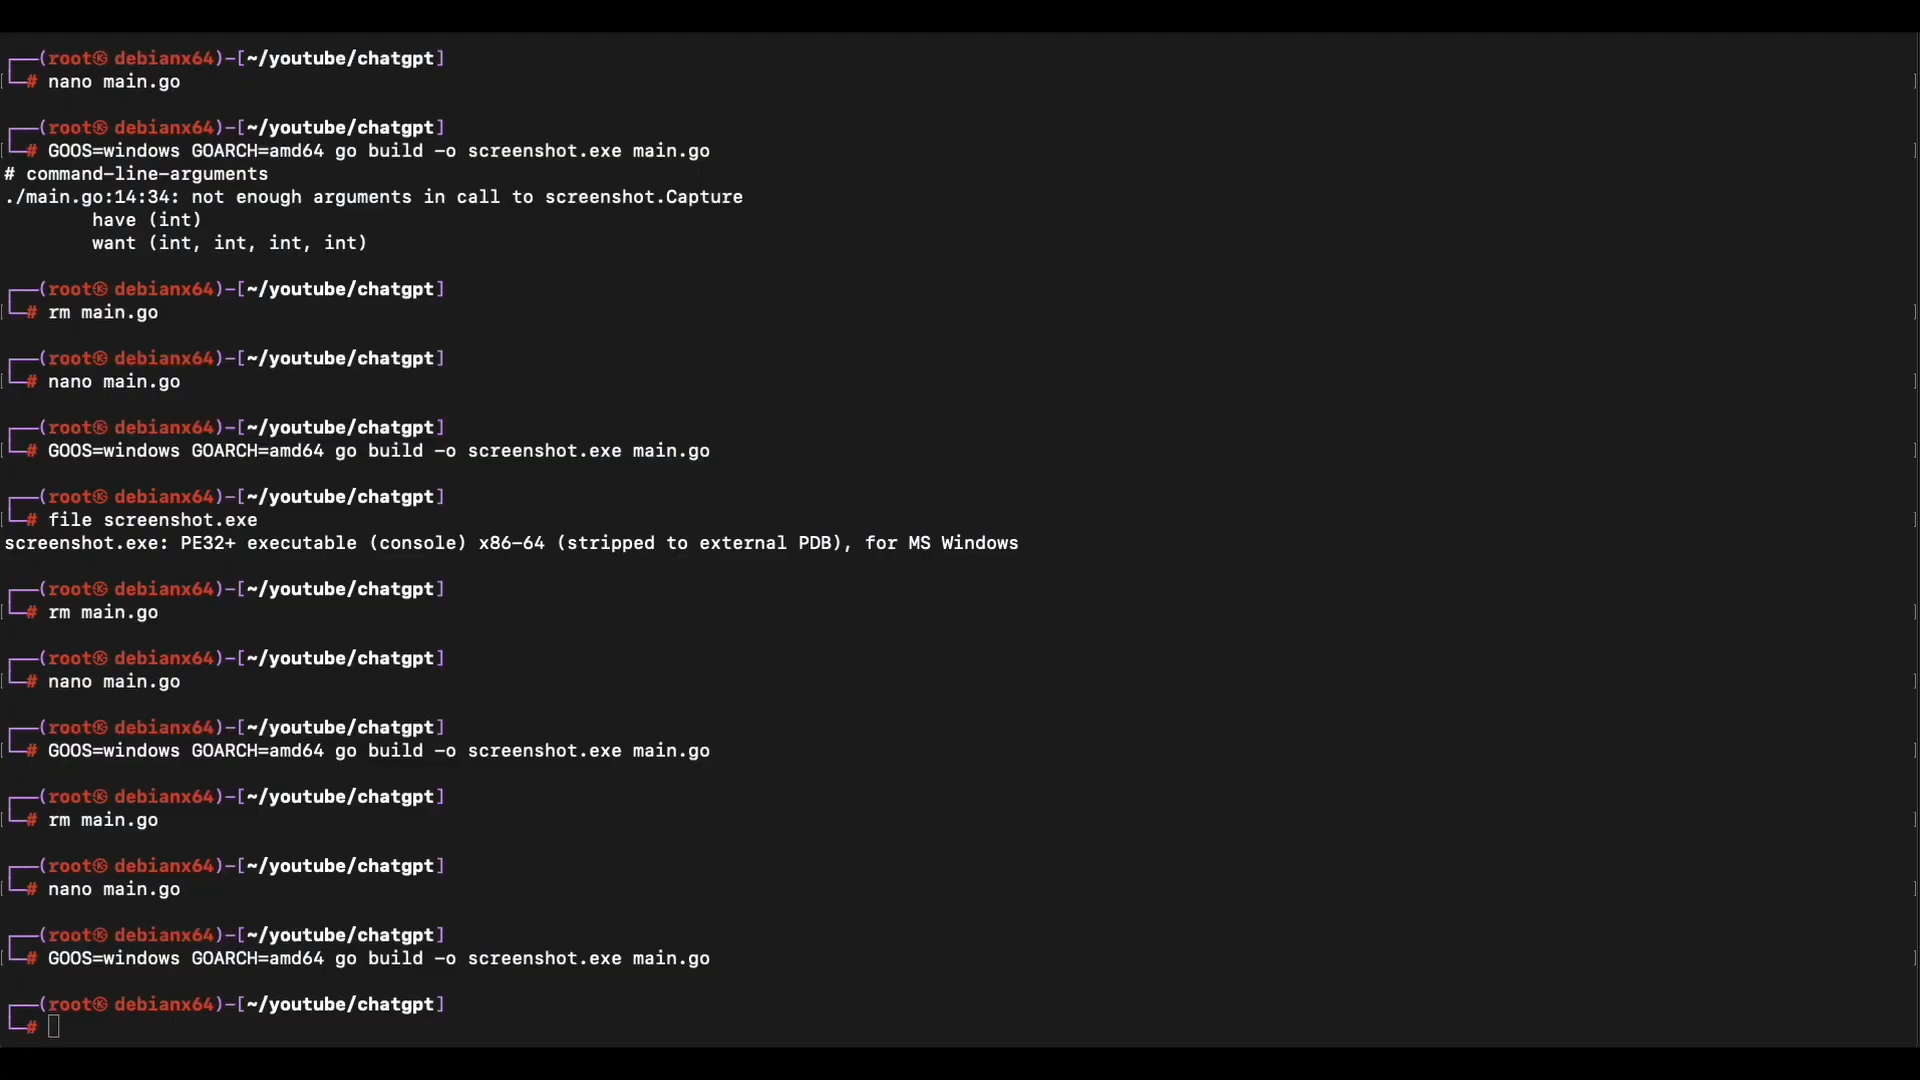 ┌──(root㉿debianx64)-[~/youtube/chatgpt]
└─# nano main.go
┌──(root㉿debianx64)-[~/youtube/chatgpt]
└─# GOOS=windows GOARCH=amd64 go build -o screenshot.exe main.go
# command-line-arguments
./main.go:14:34: not enough arguments in call to screenshot.Capture
        have (int)
        want (int, int, int, int)
┌──(root㉿debianx64)-[~/youtube/chatgpt]
└─# rm main.go
┌──(root㉿debianx64)-[~/youtube/chatgpt]
└─# nano main.go
┌──(root㉿debianx64)-[~/youtube/chatgpt]
└─# GOOS=windows GOARCH=amd64 go build -o screenshot.exe main.go
┌──(root㉿debianx64)-[~/youtube/chatgpt]
└─# file screenshot.exe
screenshot.exe: PE32+ executable (console) x86-64 (stripped to external PDB), for MS Windows
┌──(root㉿debianx64)-[~/youtube/chatgpt]
└─# rm main.go
┌──(root㉿debianx64)-[~/youtube/chatgpt]
└─# nano main.go
┌──(root㉿debianx64)-[~/youtube/chatgpt]
└─# GOOS=windows GOARCH=amd64 go build -o screenshot.exe main.go
┌──(root㉿debianx64)-[~/youtube/chatgpt]
└─# rm main.go
┌──(root㉿debianx64)-[~/youtube/chatgpt]
└─# nano main.go
┌──(root㉿debianx64)-[~/youtube/chatgpt]
└─# GOOS=windows GOARCH=amd64 go build -o screenshot.exe main.go
┌──(root㉿debianx64)-[~/youtube/chatgpt]
└─#